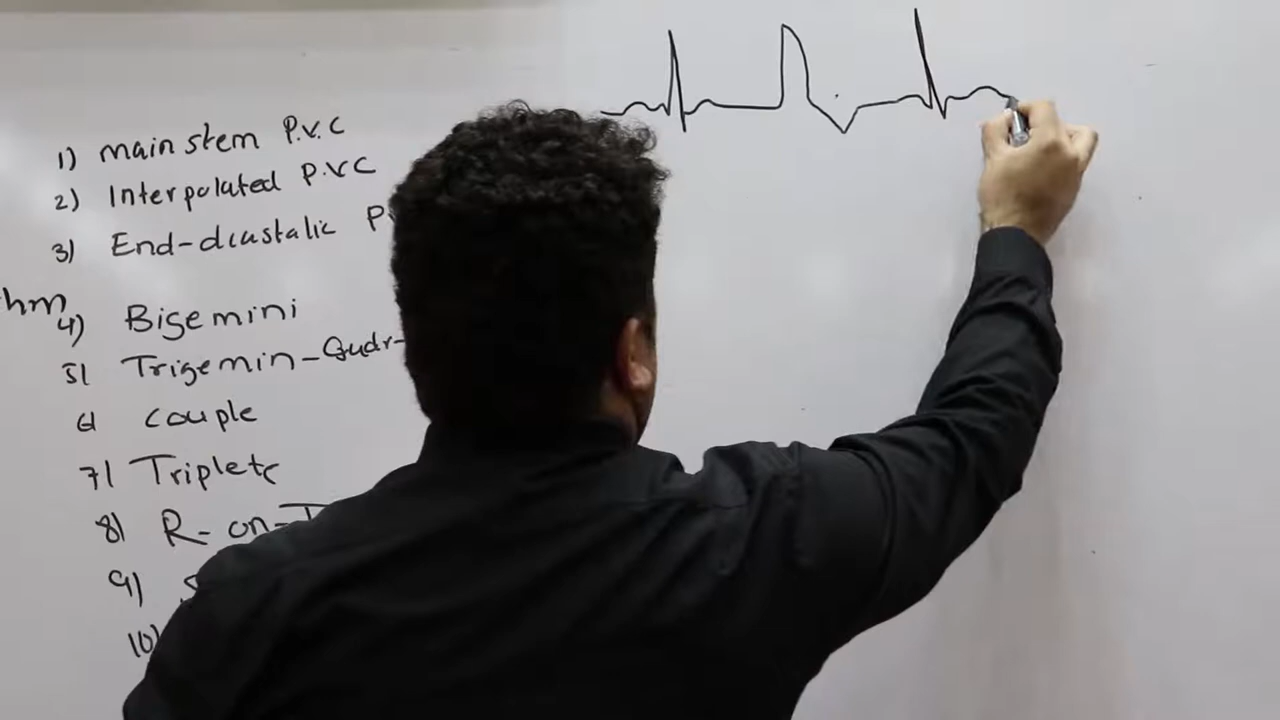 1) main stem P.V.C
2) Interpolated P.VC
3) End-diastalic P
hm
4) Bigemini
5) Trigemin-Qudr-
6) couple
7) Triplete
8) R-on-T
9)
10)